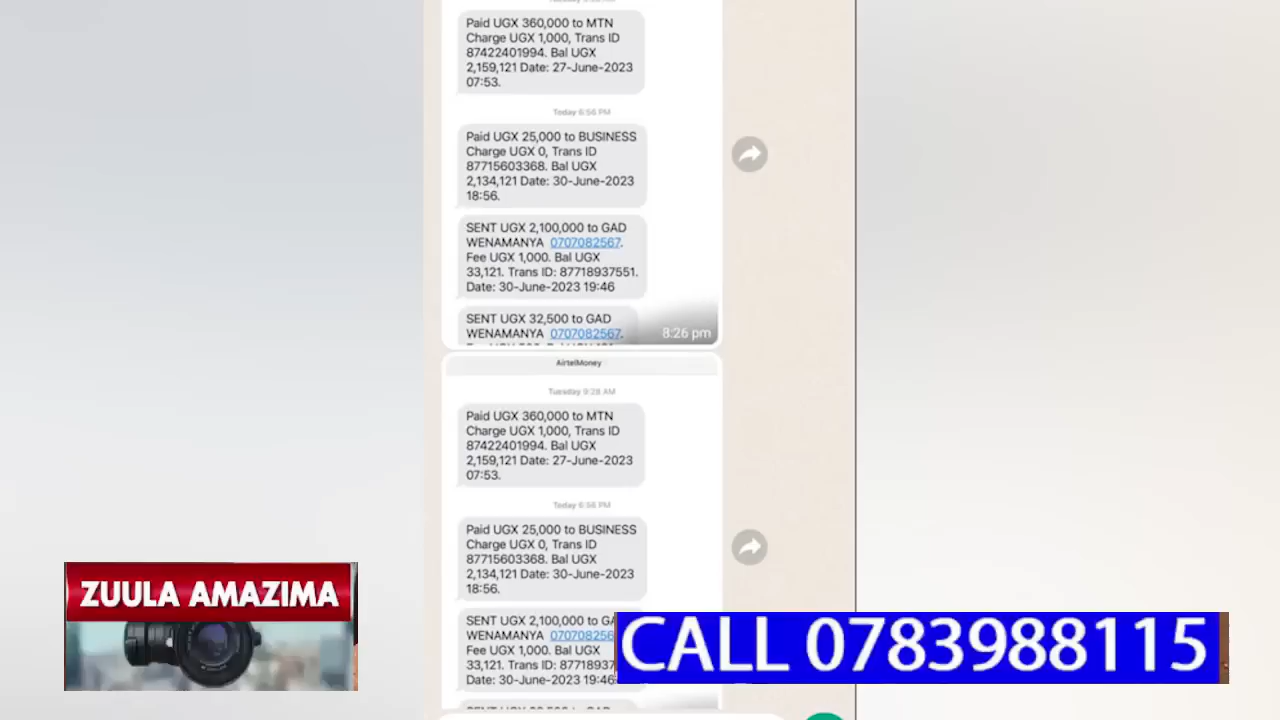 Paid UGX 360,000 to MTN
Charge UGX 1,000, Trans ID
87422401994. Bal UGX
2,159,121 Date: 27-June-2023
07:53.
Today 6:56 PM
Paid UGX 25,000 to BUSINESS
Charge UGX 0, Trans ID
87715603368. Bal UGX
2,134,121 Date: 30-June-2023
18:56.
SENT UGX 2,100,000 to GAD
WENAMANYA 0707082567.
Fee UGX 1,000. Bal UGX
33,121. Trans ID: 87718937551.
Date: 30-June-2023 19:46
SENT UGX 32,500 to GAD
WENAMANYA 0707082567.
8:26 pm
AirtelMoney
Tuesday 9:28 AM
Paid UGX 360,000 to MTN
Charge UGX 1,000, Trans ID
87422401994. Bal UGX
2,159,121 Date: 27-June-2023
07:53.
Today 6:56 PM
Paid UGX 25,000 to BUSINESS
Charge UGX 0, Trans ID
87715603368. Bal UGX
2,134,121 Date: 30-June-2023
18:56.
SENT UGX 2,100,000 to GA
WENAMANYA 070708256
Fee UGX 1,000. Bal UGX
33,121. Trans ID: 87718937
Date: 30-June-2023 19:46
ZUULA AMAZIMA
CALL 0783988115